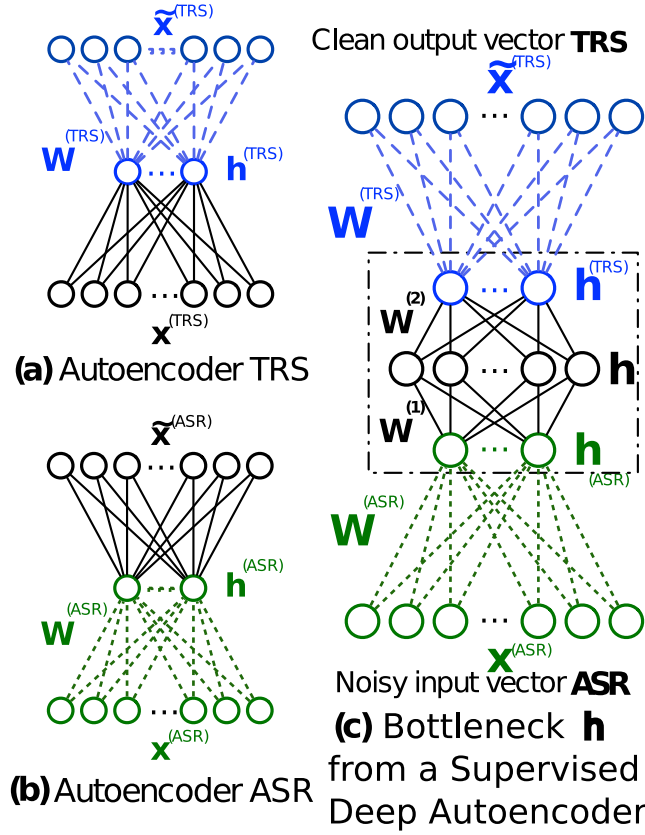 x̃(TRS)
W(TRS)
h(TRS)
x(TRS)
(a) Autoencoder TRS
x̃(ASR)
h(ASR)
W(ASR)
x(ASR)
(b) Autoencoder ASR
Clean output vector TRS
x̃(TRS)
W(TRS)
h(TRS)
W(2)
h
W(1)
h(ASR)
W(ASR)
x(ASR)
Noisy input vector ASR
(c) Bottleneck h
from a Supervised
Deep Autoencoder